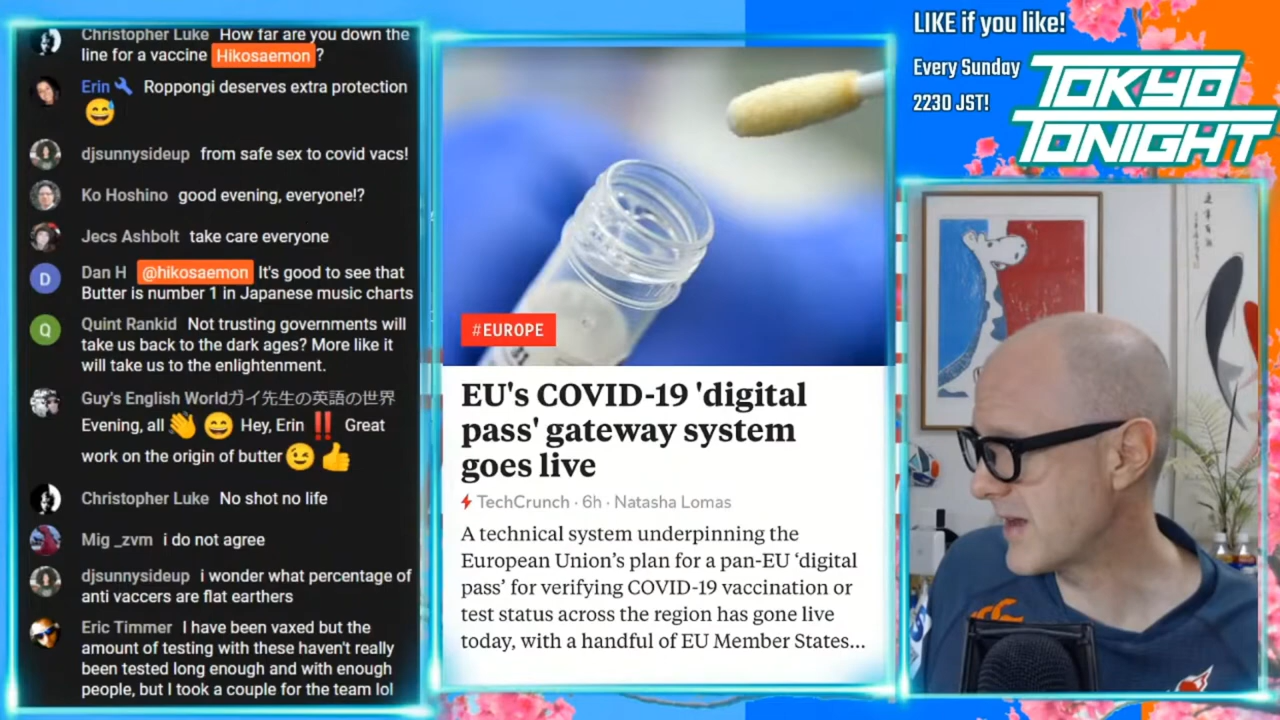 Christopher Luke How far are you down the
line for a vaccine Hikosaemon ?
Erin 🔧 Roppongi deserves extra protection
😅
djsunnysideup from safe sex to covid vacs!
Ko Hoshino good evening, everyone!?
Jecs Ashbolt take care everyone
D
Dan H @hikosaemon It's good to see that
Butter is number 1 in Japanese music charts
Q
Quint Rankid Not trusting governments will
take us back to the dark ages? More like it
will take us to the enlightenment.
Guy's English Worldガイ先生の英語の世界
Evening, all 👋 😄 Hey, Erin ‼️ Great
work on the origin of butter 😉 👍
Christopher Luke No shot no life
Mig _zvm i do not agree
djsunnysideup i wonder what percentage of
anti vaccers are flat earthers
Eric Timmer I have been vaxed but the
amount of testing with these haven't really
been tested long enough and with enough
people, but I took a couple for the team lol
#EUROPE
EU's COVID-19 'digital
pass' gateway system
goes live
TechCrunch · 6h · Natasha Lomas
A technical system underpinning the
European Union’s plan for a pan-EU ‘digital
pass’ for verifying COVID-19 vaccination or
test status across the region has gone live
today, with a handful of EU Member States...
LIKE if you like!
Every Sunday
2230 JST!
TOKYO
TONIGHT